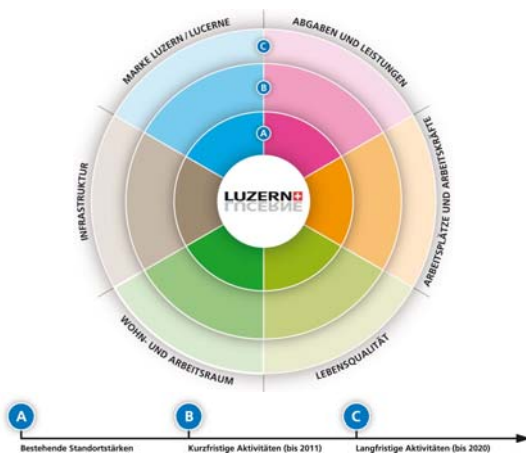 MARKE LUZERN/LUCERNE
ABGABEN UND LEISTUNGEN
C
B
A
INFRASTRUKTUR
LUZERN
LUCERNE
ARBEITSPLÄTZE UND ARBEITSKRÄFTE
WOHN- UND ARBEITSRAUM
LEBENSQUALITÄT
A
B
C
Bestehende Standortstärken
Kurzfristige Aktivitäten (bis 2011)
Langfristige Aktivitäten (bis 2020)